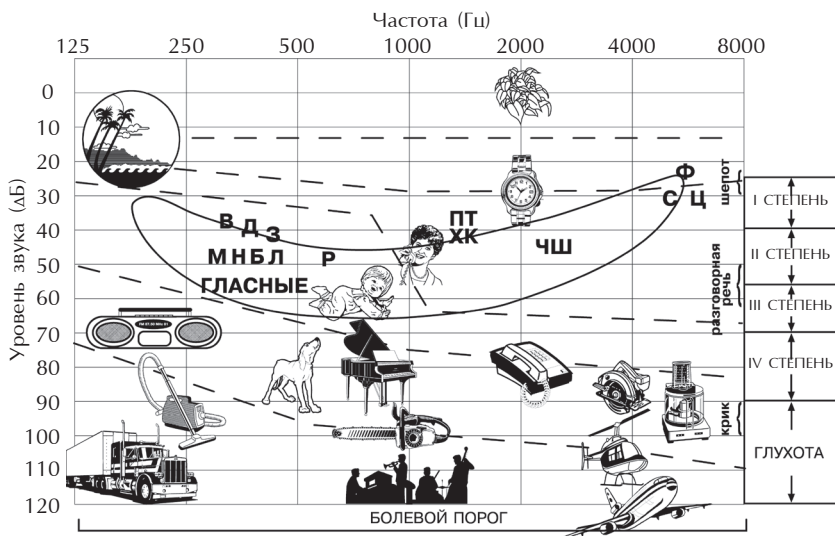 Частота (Гц)
125 250 500 1000 2000 4000 8000
Уровень звука (дБ)
0
10
20
30
40
50
60
70
80
90
100
110
120
Ф
С Ц
В Д З
ПТ
ХК
ЧШ
М Н Б Л
Р
ГЛАСНЫЕ
шепот
разговорная
речь
крик
I СТЕПЕНЬ
II СТЕПЕНЬ
III СТЕПЕНЬ
IV СТЕПЕНЬ
ГЛУХОТА
БОЛЕВОЙ ПОРОГ